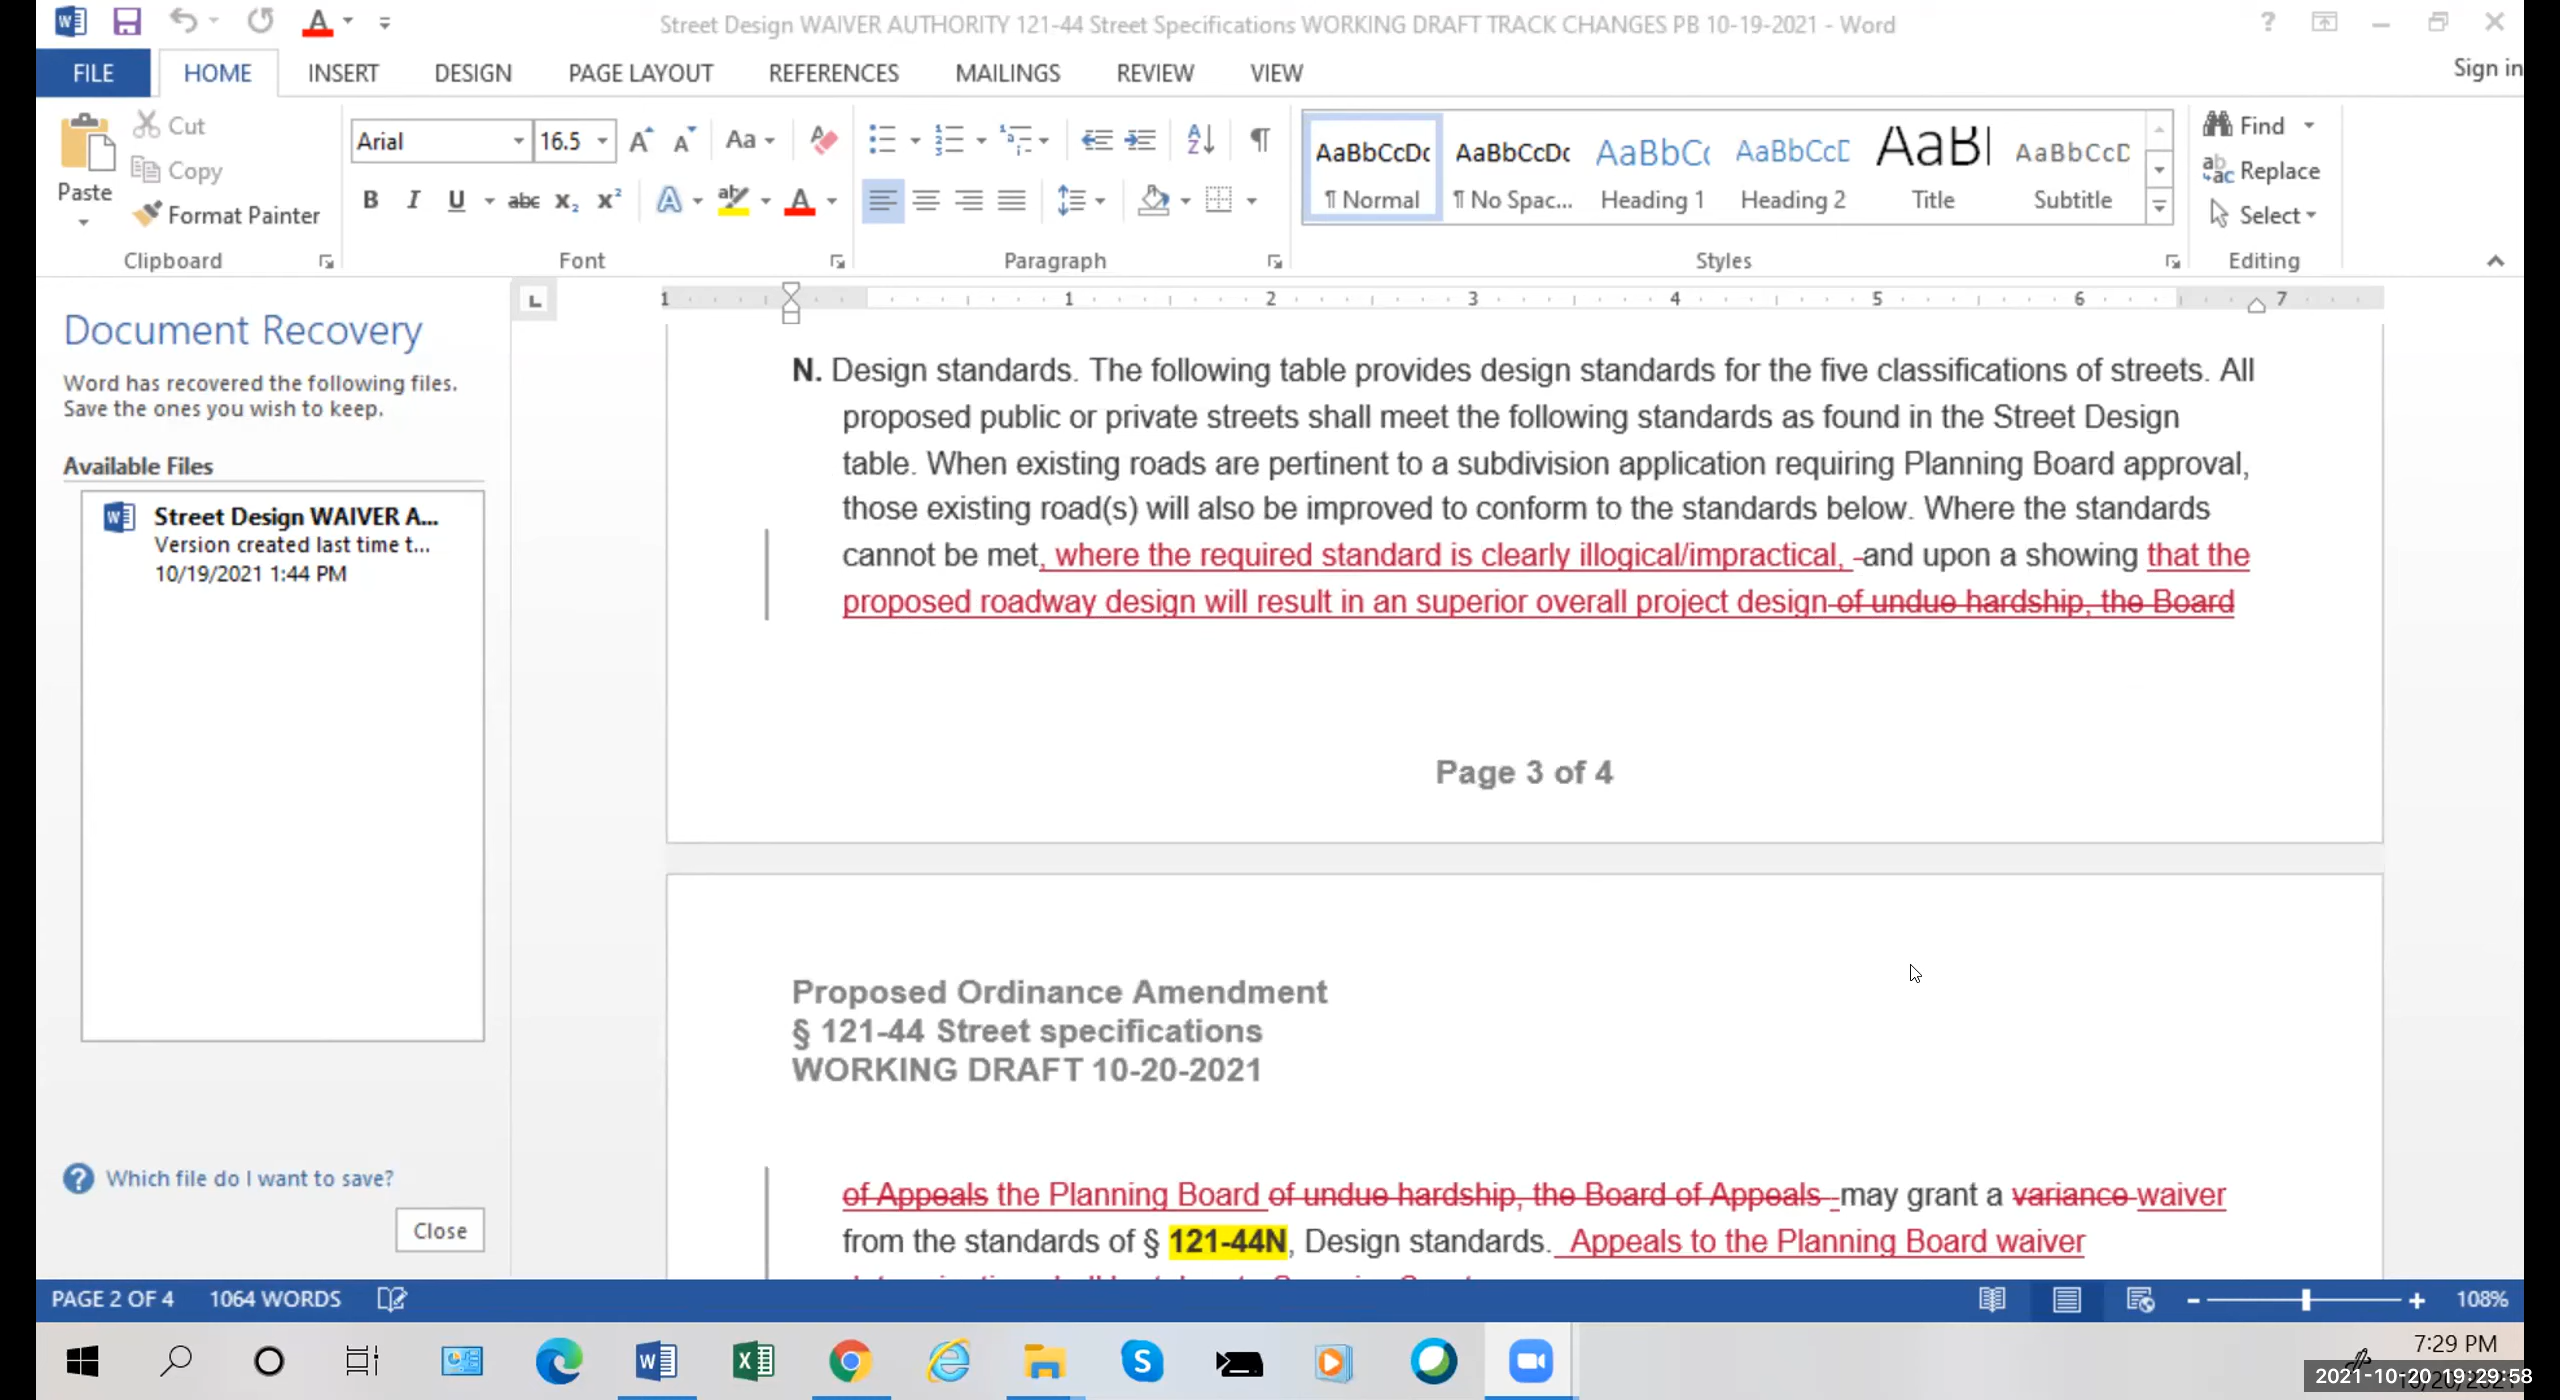 Street Design WAIVER AUTHORITY 121-44 Street Specifications WORKING DRAFT TRACK CHANGES PB 10-19-2021 - Word
FILE HOME INSERT DESIGN PAGE LAYOUT REFERENCES MAILINGS REVIEW VIEW Sign in
Paste
Cut
Copy
Format Painter
Clipboard
Arial 16.5
Font
Paragraph
AaBbCcDc AaBbCcDc AaBbC( AaBbCcD AaB AaBbCcD
¶ Normal ¶ No Spac... Heading 1 Heading 2 Title Subtitle
Styles
Find
Replace
Select
Editing
1 1 2 3 4 5 6 7
Document Recovery
Word has recovered the following files.
Save the ones you wish to keep.
Available Files
Street Design WAIVER A...
Version created last time t...
10/19/2021 1:44 PM
Which file do I want to save?
Close
N. Design standards. The following table provides design standards for the five classifications of streets. All
proposed public or private streets shall meet the following standards as found in the Street Design
table. When existing roads are pertinent to a subdivision application requiring Planning Board approval,
those existing road(s) will also be improved to conform to the standards below. Where the standards
cannot be met, where the required standard is clearly illogical/impractical, and upon a showing that the
proposed roadway design will result in an superior overall project design of undue hardship, the Board
Page 3 of 4
Proposed Ordinance Amendment
§ 121-44 Street specifications
WORKING DRAFT 10-20-2021
of Appeals the Planning Board of undue hardship, the Board of Appeals may grant a variance waiver
from the standards of § 121-44N, Design standards. Appeals to the Planning Board waiver
PAGE 2 OF 4 1064 WORDS 108%
7:29 PM
2021-10-20 19:29:58